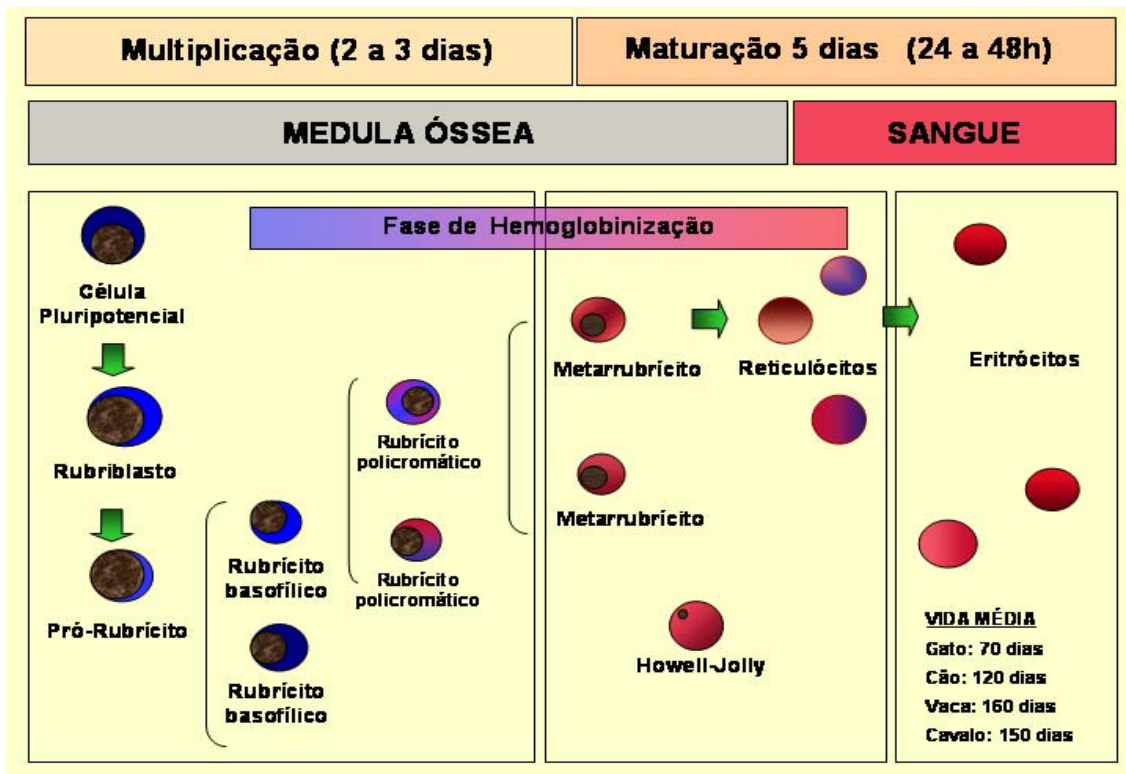 Multiplicação (2 a 3 dias)
Maturação 5 dias (24 a 48h)
MEDULA ÓSSEA
SANGUE
Fase de Hemoglobinização
Célula
Pluripotencial
Rubriblasto
Pró-Rubrícito
Rubrícito
basofílico
Rubrícito
basofílico
Rubrícito
policromático
Rubrícito
policromático
Metarrubrícito
Metarrubrícito
Reticulócitos
Howell-Jolly
Eritrócitos
VIDA MÉDIA
Gato: 70 dias
Cão: 120 dias
Vaca: 160 dias
Cavalo: 150 dias